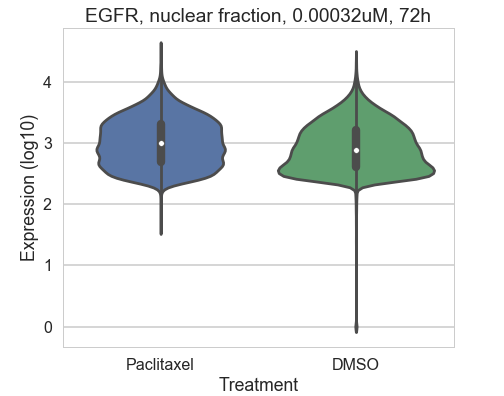 EGFR, nuclear fraction, 0.00032uM, 72h
Expression (log10)
4
3
2
1
0
Paclitaxel DMSO
Treatment